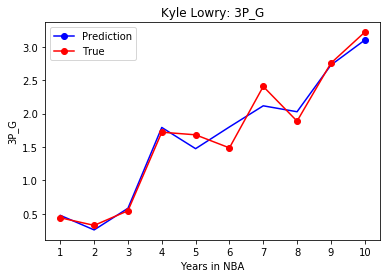 Kyle Lowry: 3P_G
Prediction
True
3P_G
3.0
2.5
2.0
1.5
1.0
0.5
1 2 3 4 5 6 7 8 9 10
Years in NBA